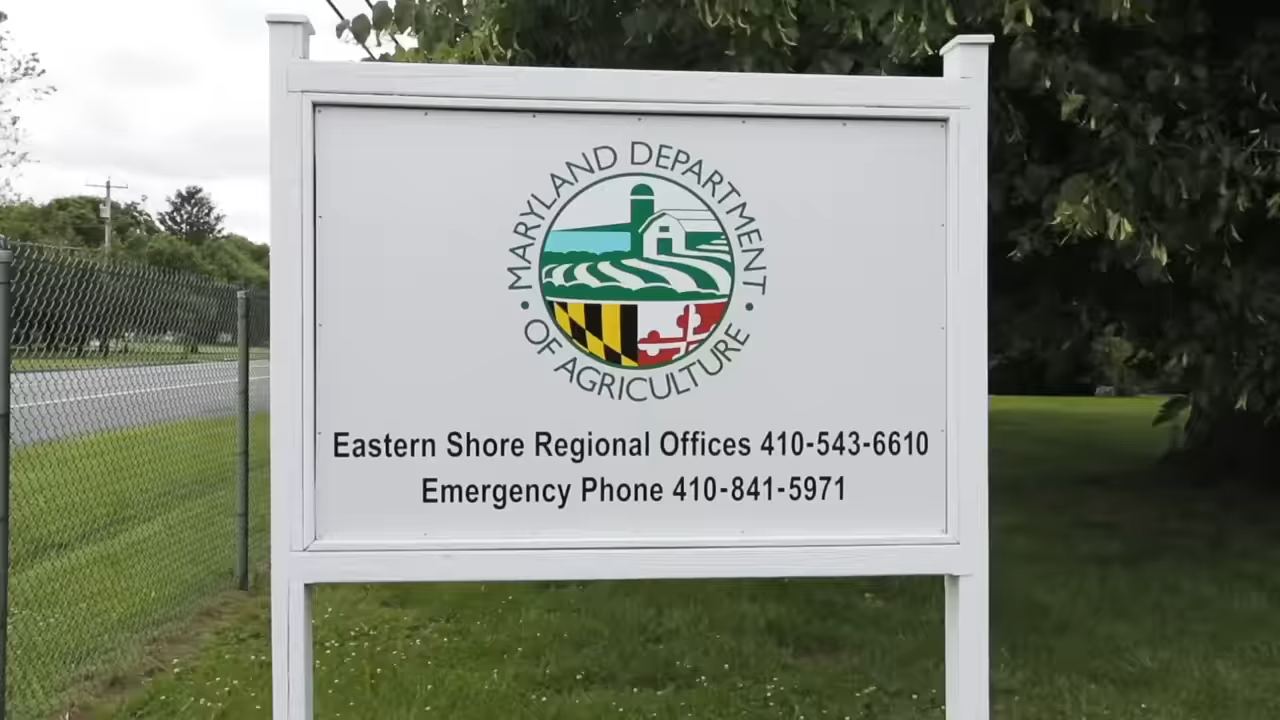 MARYLAND DEPARTMENT
OF AGRICULTURE
Eastern Shore Regional Offices 410-543-6610
Emergency Phone 410-841-5971